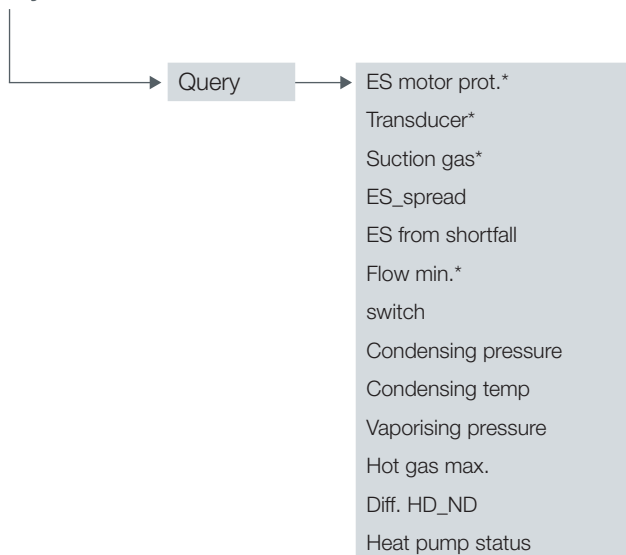 Query
ES motor prot.*
Transducer*
Suction gas*
ES_spread
ES from shortfall
Flow min.*
switch
Condensing pressure
Condensing temp
Vaporising pressure
Hot gas max.
Diff. HD_ND
Heat pump status